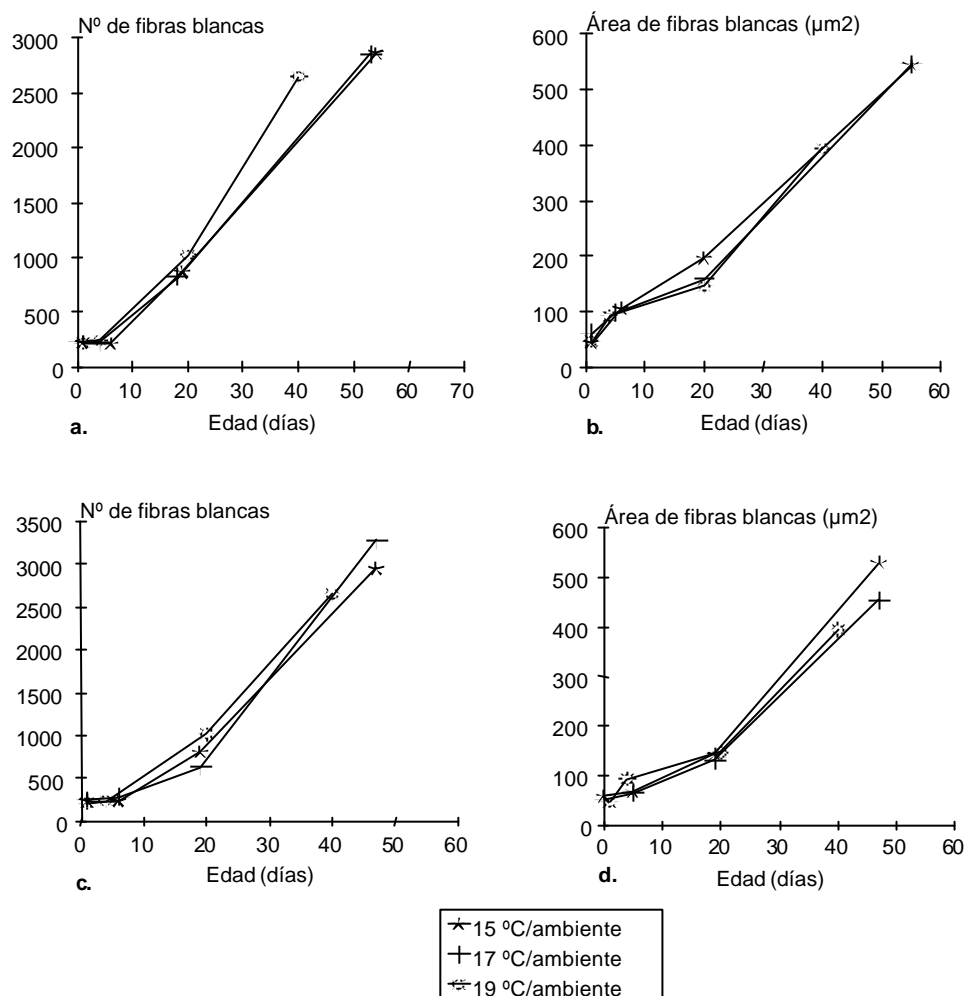 Nº de fibras blancas
3000
2500
2000
1500
1000
500
0
0 10 20 30 40 50 60 70
Edad (días)
a.
Área de fibras blancas (µm2)
600
500
400
300
200
100
0
0 10 20 30 40 50 60
Edad (días)
b.
Nº de fibras blancas
3500
3000
2500
2000
1500
1000
500
0
0 10 20 30 40 50 60
Edad (días)
c.
Área de fibras blancas (µm2)
600
500
400
300
200
100
0
0 10 20 30 40 50 60
Edad (días)
d.
15 ºC/ambiente
17 ºC/ambiente
19 ºC/ambiente